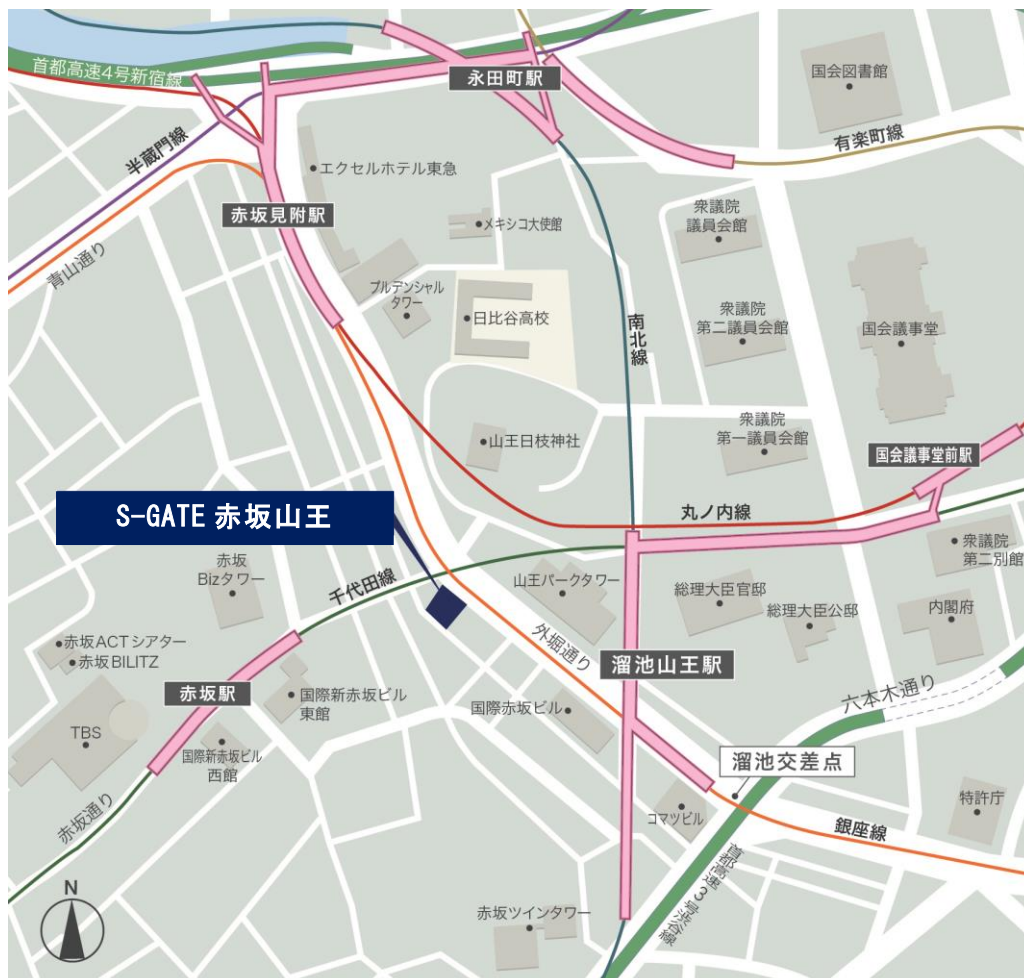 首都高速4号新宿線
永田町駅
国会図書館
半蔵門線
エクセルホテル東急
有楽町線
赤坂見附駅
メキシコ大使館
衆議院
議員会館
青山通り
プルデンシャル
タワー
日比谷高校
南北線
衆議院
第二議員会館
国会議事堂
山王日枝神社
衆議院
第一議員会館
国会議事堂前駅
S-GATE 赤坂山王
丸ノ内線
赤坂
Bizタワー
千代田線
山王パークタワー
総理大臣官邸
総理大臣公邸
衆議院
第二別館
内閣府
赤坂ACTシアター
赤坂BILITZ
外堀通り
溜池山王駅
赤坂駅
国際新赤坂ビル
東館
国際赤坂ビル
六本木通り
TBS
国際新赤坂ビル
西館
溜池交差点
赤坂通り
コマツビル
特許庁
銀座線
首都高速3号渋谷線
N
赤坂ツインタワー